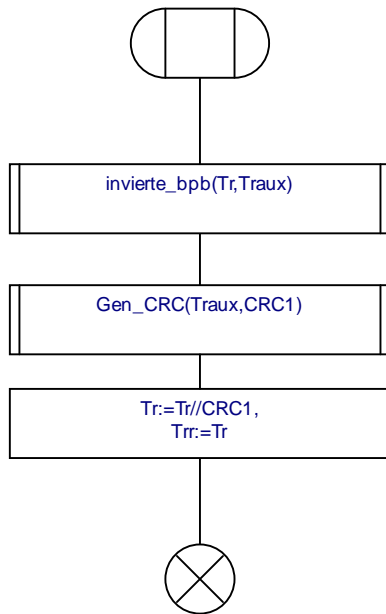 invierte_bpb(Tr,Traux)
Gen_CRC(Traux,CRC1)
Tr:=Tr//CRC1,
Trr:=Tr